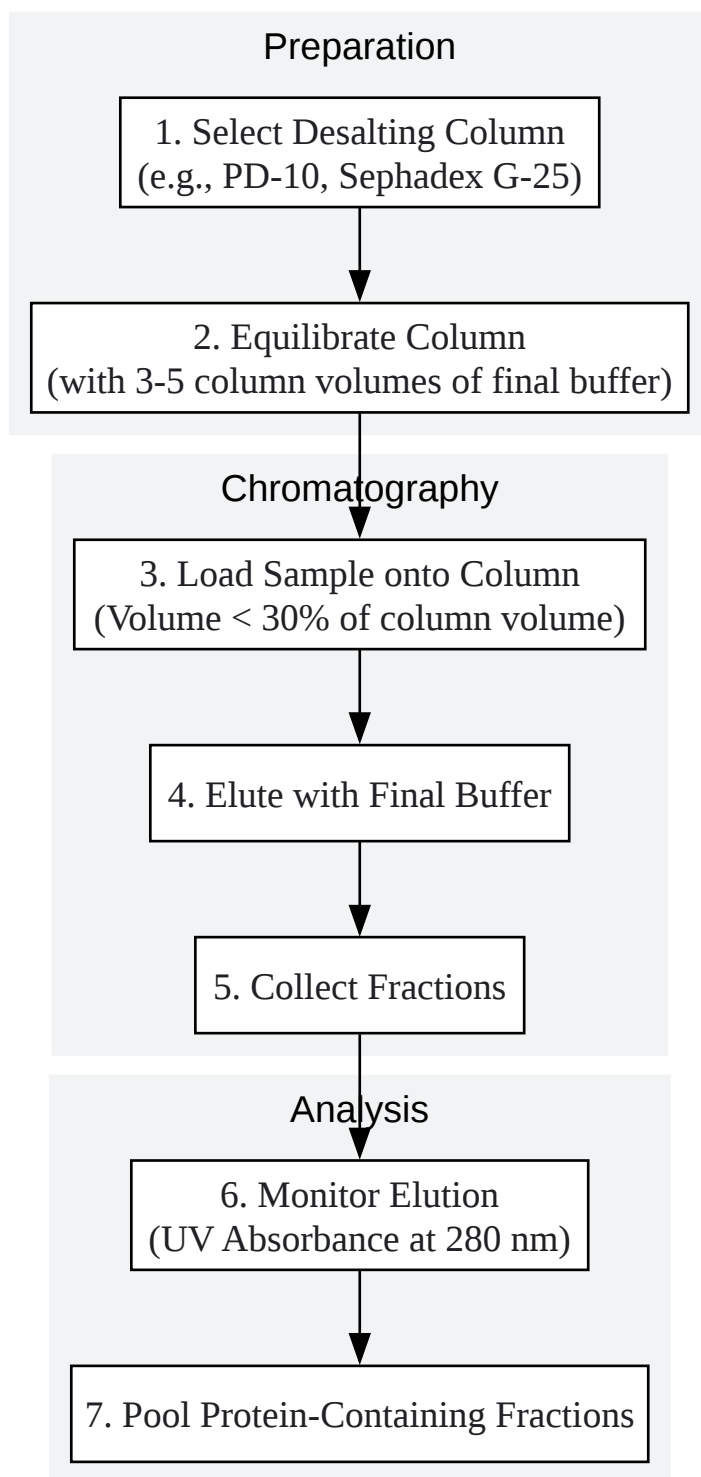 Preparation
1. Select Desalting Column
(e.g., PD-10, Sephadex G-25)
2. Equilibrate Column
(with 3-5 column volumes of final buffer)
Chromatography
3. Load Sample onto Column
(Volume < 30% of column volume)
4. Elute with Final Buffer
5. Collect Fractions
Analysis
6. Monitor Elution
(UV Absorbance at 280 nm)
7. Pool Protein-Containing Fractions